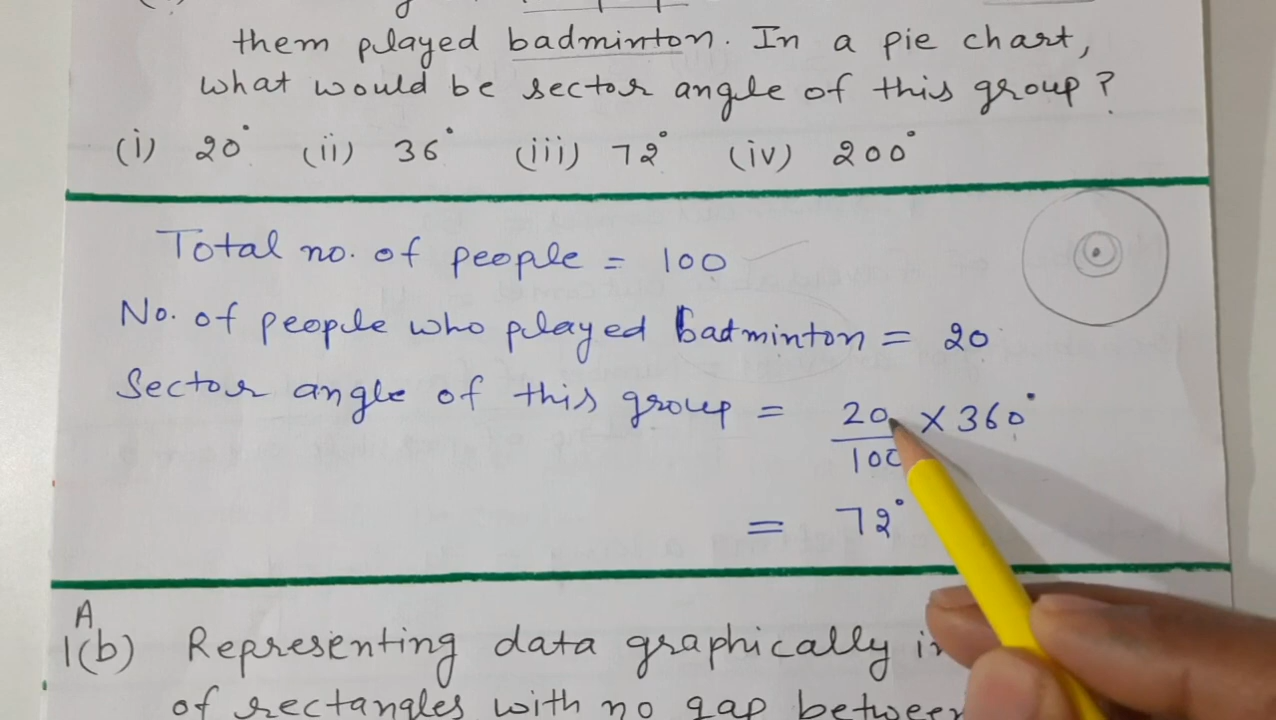 them played badminton. In a pie chart,
what would be sector angle of this group?
(i) 20° (ii) 36° (iii) 72° (iv) 200°
Total no. of people = 100
No. of people who played badminton = 20
Sector angle of this group = 20/100 × 360°
= 72°
A
1(b) Representing data graphically
of rectangles with no gap between